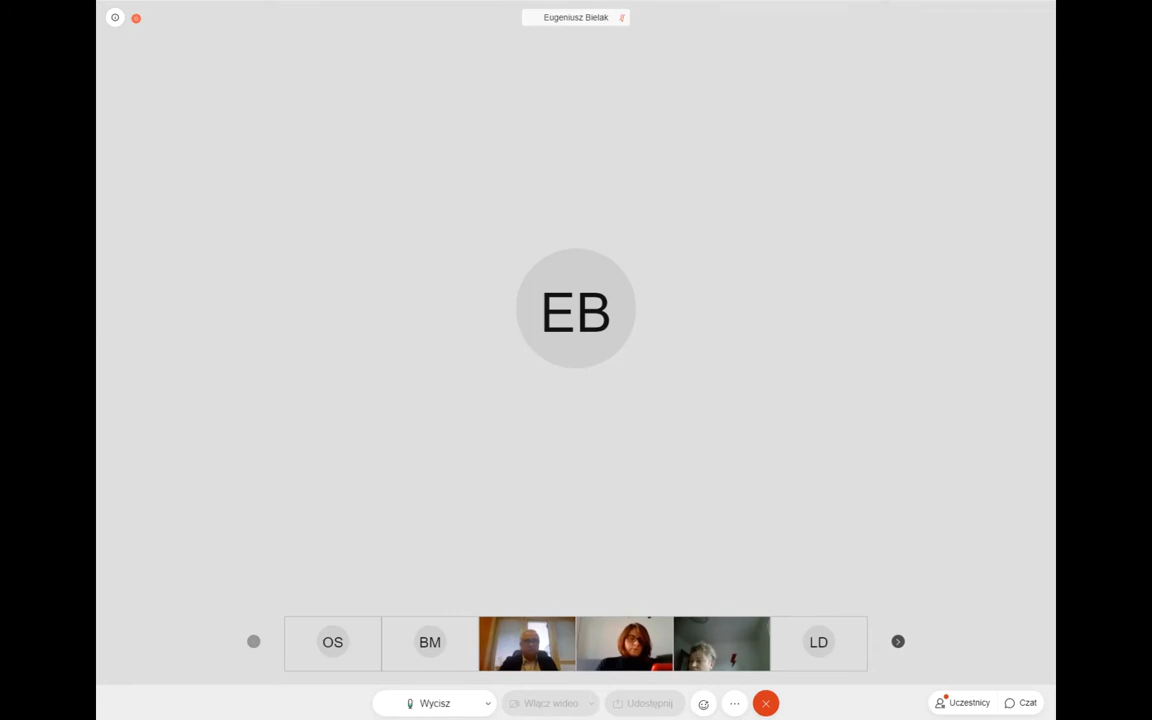 Eugeniusz Bielak
EB
OS
BM
LD
Wycisz
Włącz wideo
Udostępnij
Uczestnicy
Czat